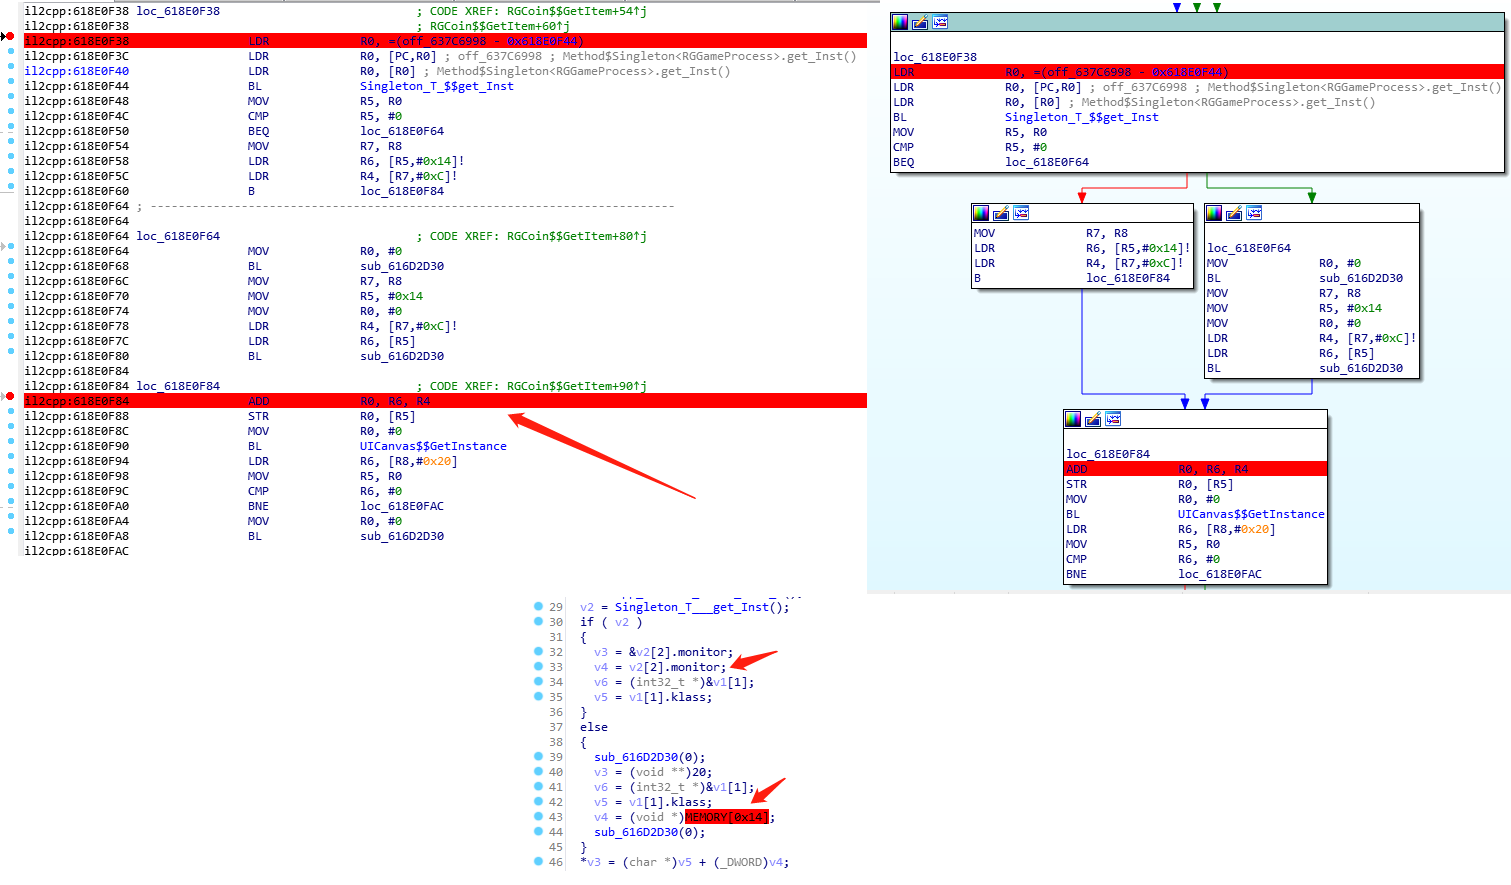 il2cpp:618E0F38 loc_618E0F38 ; CODE XREF: RGCoin$$GetItem+54↑j
il2cpp:618E0F38 ; RGCoin$$GetItem+60↑j
il2cpp:618E0F38 LDR R0, =(off_637C6998 - 0x618E0F44)
il2cpp:618E0F3C LDR R0, [PC,R0] ; off_637C6998 ; Method$Singleton<RGGameProcess>.get_Inst()
il2cpp:618E0F40 LDR R0, [R0] ; Method$Singleton<RGGameProcess>.get_Inst()
il2cpp:618E0F44 BL Singleton_T_$$get_Inst
il2cpp:618E0F48 MOV R5, R0
il2cpp:618E0F4C CMP R5, #0
il2cpp:618E0F50 BEQ loc_618E0F64
il2cpp:618E0F54 MOV R7, R8
il2cpp:618E0F58 LDR R6, [R5,#0x14]!
il2cpp:618E0F5C LDR R4, [R7,#0xC]!
il2cpp:618E0F60 B loc_618E0F84
il2cpp:618E0F64 ; ---------------------------------------------------------------------------
il2cpp:618E0F64
il2cpp:618E0F64 loc_618E0F64 ; CODE XREF: RGCoin$$GetItem+80↑j
il2cpp:618E0F64 MOV R0, #0
il2cpp:618E0F68 BL sub_616D2D30
il2cpp:618E0F6C MOV R7, R8
il2cpp:618E0F70 MOV R5, #0x14
il2cpp:618E0F74 MOV R0, #0
il2cpp:618E0F78 LDR R4, [R7,#0xC]!
il2cpp:618E0F7C LDR R6, [R5]
il2cpp:618E0F80 BL sub_616D2D30
il2cpp:618E0F84
il2cpp:618E0F84 loc_618E0F84 ; CODE XREF: RGCoin$$GetItem+90↑j
il2cpp:618E0F84 ADD R0, R6, R4
il2cpp:618E0F88 STR R0, [R5]
il2cpp:618E0F8C MOV R0, #0
il2cpp:618E0F90 BL UICanvas$$GetInstance
il2cpp:618E0F94 LDR R6, [R8,#0x20]
il2cpp:618E0F98 MOV R5, R0
il2cpp:618E0F9C CMP R6, #0
il2cpp:618E0FA0 BNE loc_618E0FAC
il2cpp:618E0FA4 MOV R0, #0
il2cpp:618E0FA8 BL sub_616D2D30
il2cpp:618E0FAC
loc_618E0F38
LDR R0, =(off_637C6998 - 0x618E0F44)
LDR R0, [PC,R0] ; off_637C6998 ; Method$Singleton<RGGameProcess>.get_Inst()
LDR R0, [R0] ; Method$Singleton<RGGameProcess>.get_Inst()
BL Singleton_T_$$get_Inst
MOV R5, R0
CMP R5, #0
BEQ loc_618E0F64
MOV R7, R8
LDR R6, [R5,#0x14]!
LDR R4, [R7,#0xC]!
B loc_618E0F84
loc_618E0F64
MOV R0, #0
BL sub_616D2D30
MOV R7, R8
MOV R5, #0x14
MOV R0, #0
LDR R4, [R7,#0xC]!
LDR R6, [R5]
BL sub_616D2D30
loc_618E0F84
ADD R0, R6, R4
STR R0, [R5]
MOV R0, #0
BL UICanvas$$GetInstance
LDR R6, [R8,#0x20]
MOV R5, R0
CMP R6, #0
BNE loc_618E0FAC
29 v2 = Singleton_T___get_Inst();
30 if ( v2 )
31 {
32 v3 = &v2[2].monitor;
33 v4 = v2[2].monitor;
34 v6 = (int32_t *)&v1[1];
35 v5 = v1[1].klass;
36 }
37 else
38 {
39 sub_616D2D30(0);
40 v3 = (void **)20;
41 v6 = (int32_t *)&v1[1];
42 v5 = v1[1].klass;
43 v4 = (void *)MEMORY[0x14];
44 sub_616D2D30(0);
45 }
46 *v3 = (char *)v5 + (_DWORD)v4;